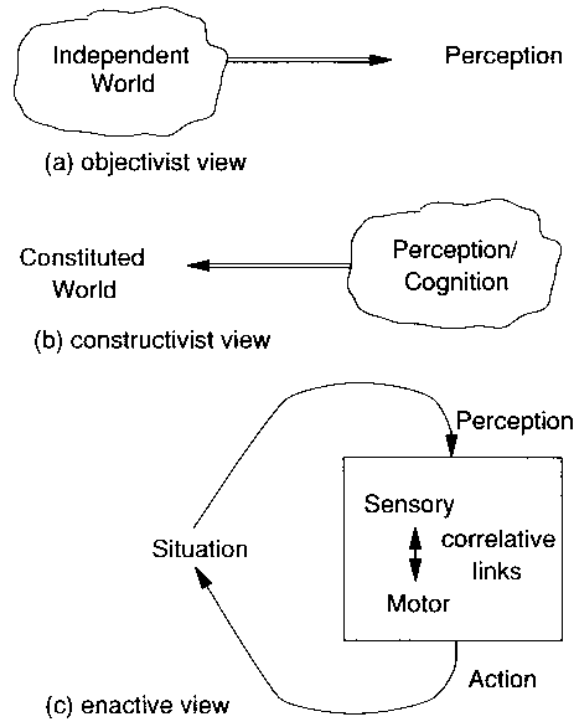 Independent
World
Perception
(a) objectivist view
Constituted
World
Perception/
Cognition
(b) constructivist view
Perception
Sensory
Situation
correlative
links
Motor
Action
(c) enactive view